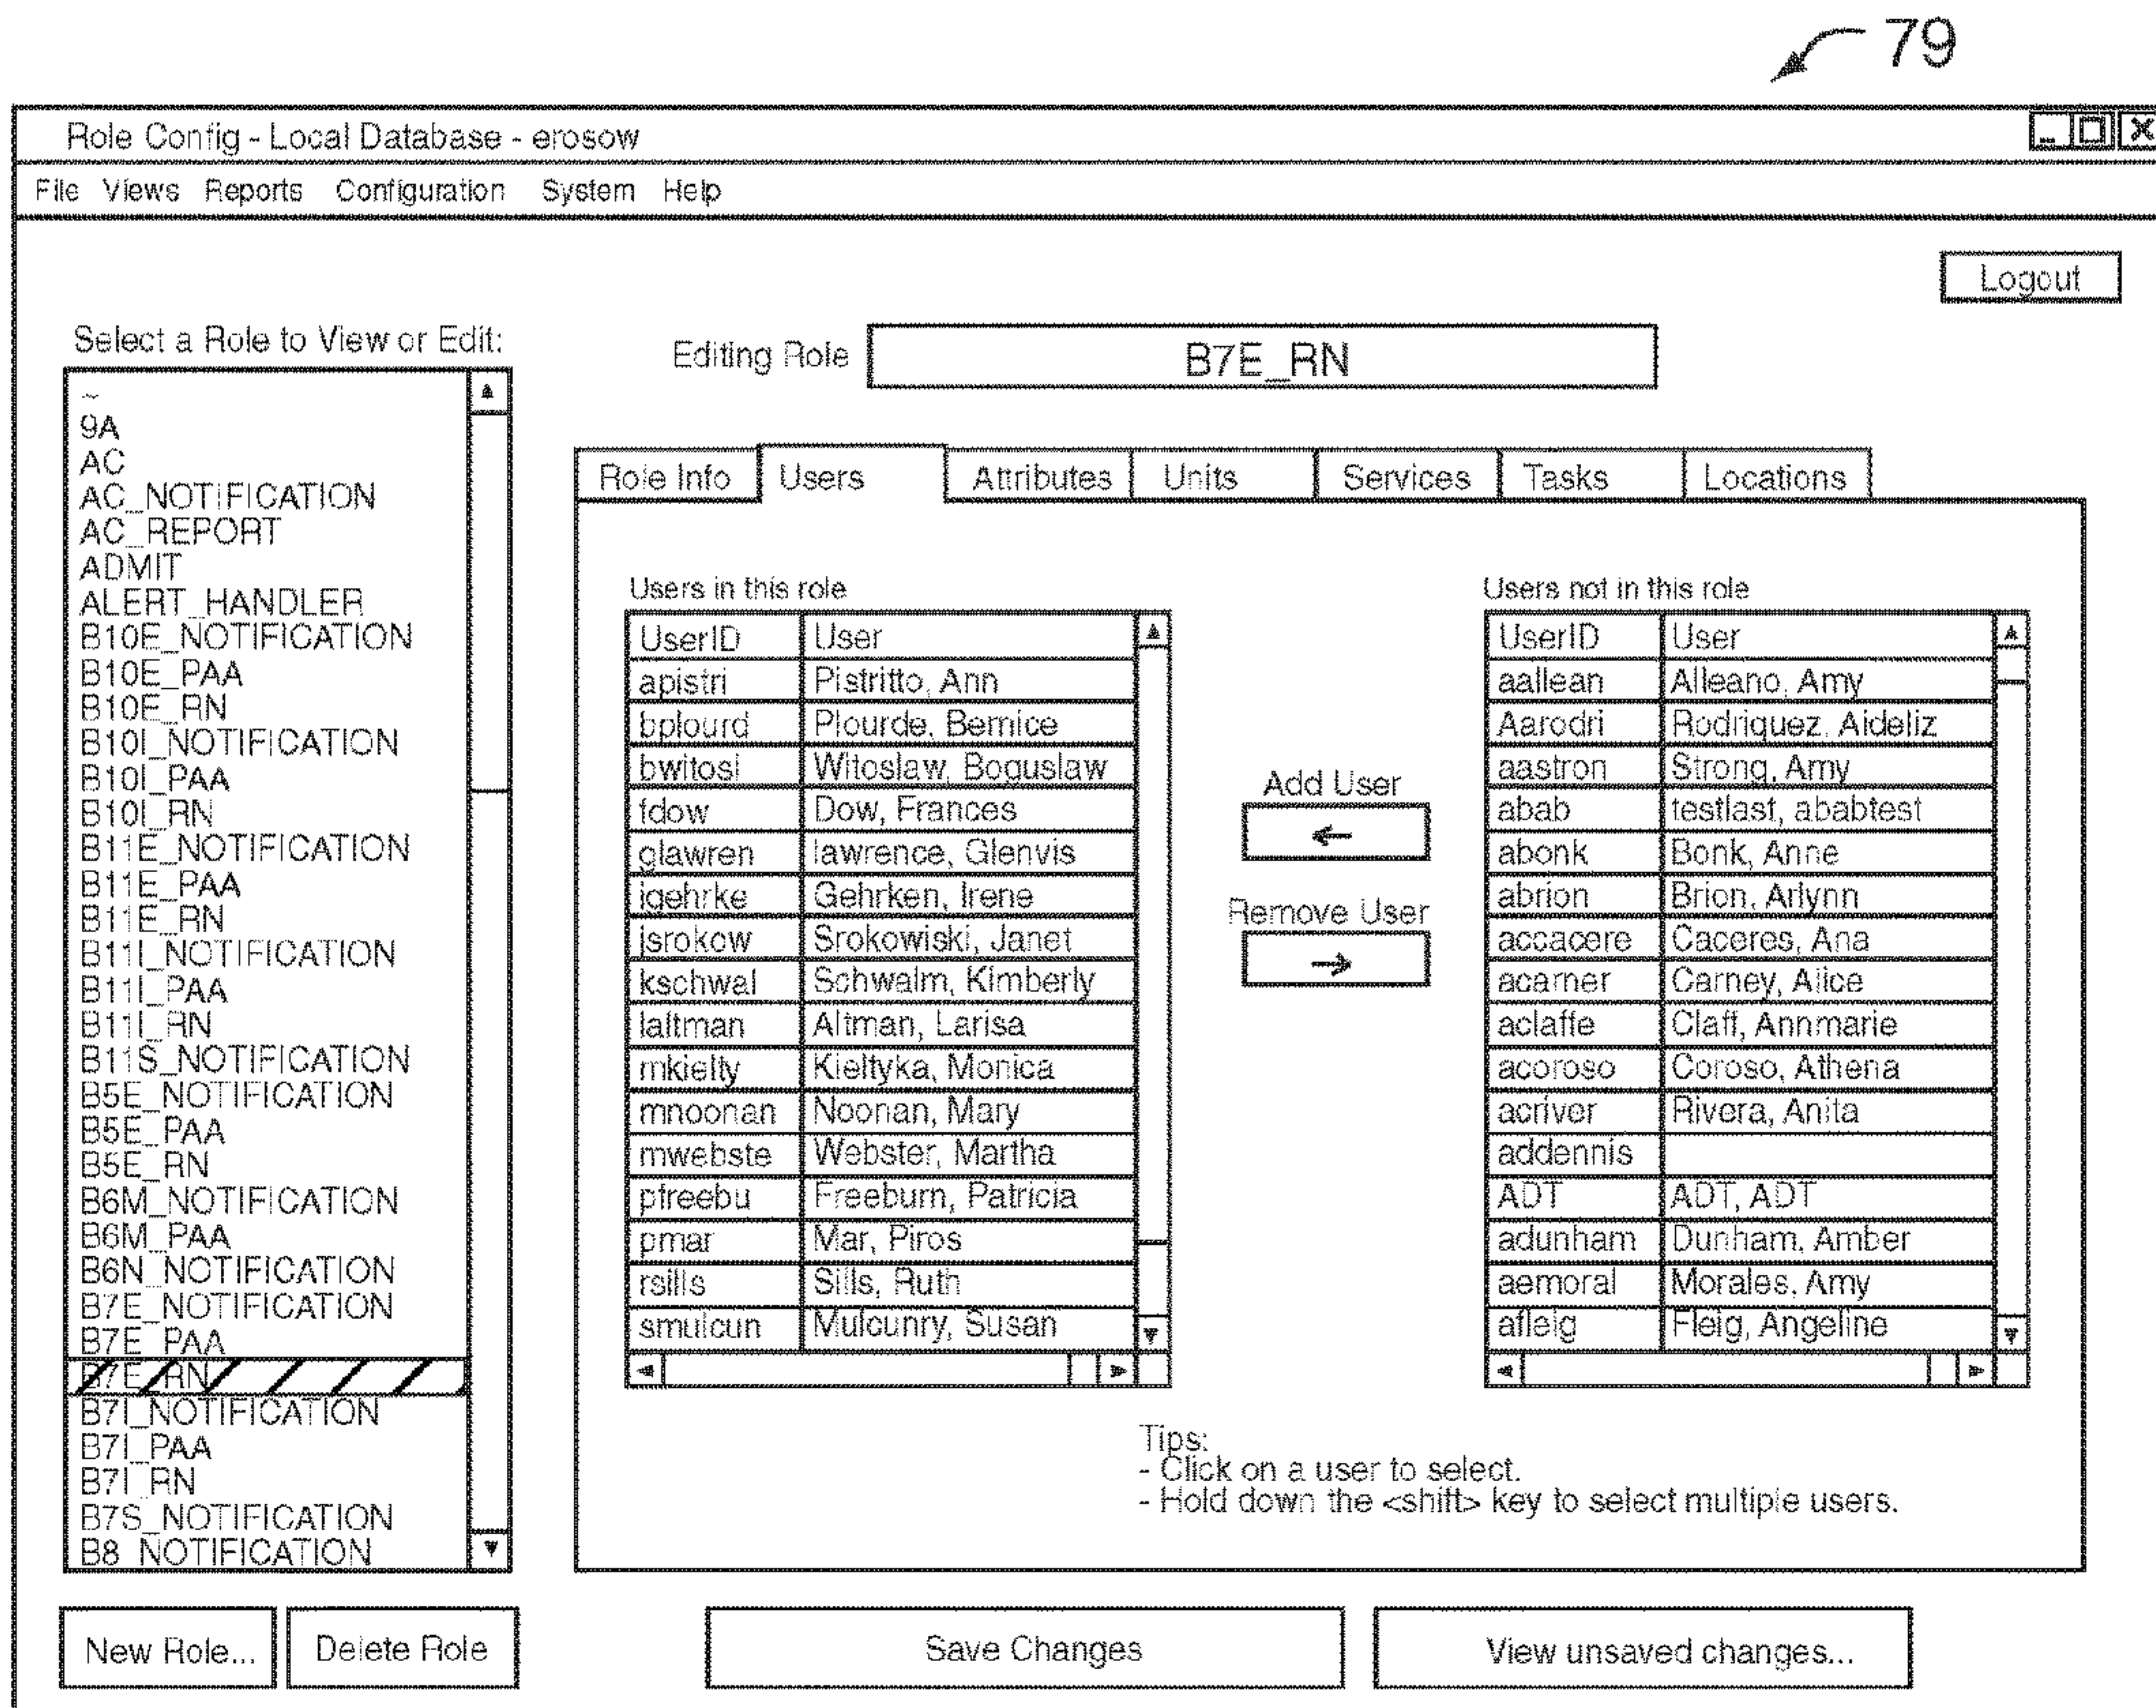 79
Role Config - Local Database - erosow
File Views Reports Configuration System Help
Logout
Select a Role to View or Edit:
~
9A
AC
AC_NOTIFICATION
AC_REPORT
ADMIT
ALERT_HANDLER
B10E_NOTIFICATION
B10E_PAA
B10E_RN
B10I_NOTIFICATION
B10I_PAA
B10I_RN
B11E_NOTIFICATION
B11E_PAA
B11E_RN
B11I_NOTIFICATION
B11I_PAA
B11I_RN
B11S_NOTIFICATION
B5E_NOTIFICATION
B5E_PAA
B5E_RN
B6M_NOTIFICATION
B6M_PAA
B6N_NOTIFICATION
B7E_NOTIFICATION
B7E_PAA
B7E_RN
B7I_NOTIFICATION
B7I_PAA
B7I_RN
B7S_NOTIFICATION
B8_NOTIFICATION
New Role... Delete Role
Editing Role B7E_RN
Role Info Users Attributes Units Services Tasks Locations
Users in this role
UserID User
apistri Pistritto, Ann
bplourd Plourde, Bernice
bwitosl Witoslaw, Boguslaw
fdow Dow, Frances
glawren lawrence, Glenvis
igehrke Gehrken, Irene
jsrokow Srokowiski, Janet
kschwal Schwalm, Kimberly
laltman Altman, Larisa
mkielty Kieltyka, Monica
mnoonan Noonan, Mary
mwebste Webster, Martha
pfreebu Freeburn, Patricia
pmar Mar, Piros
rsills Sills, Ruth
smulcun Mulcunry, Susan
Add User
←
Remove User
→
Users not in this role
UserID User
aallean Alleano, Amy
Aarodri Rodriquez, Aideliz
aastron Strong, Amy
abab testlast, ababtest
abonk Bonk, Anne
abrion Brion, Arlynn
accacere Caceres, Ana
acarner Carney, Alice
aclaffe Claff, Annmarie
acoroso Coroso, Athena
acriver Rivera, Anita
addennis
ADT ADT, ADT
adunham Dunham, Amber
aemoral Morales, Amy
afleig Fleig, Angeline
Tips:
- Click on a user to select.
- Hold down the <shift> key to select multiple users.
Save Changes View unsaved changes...